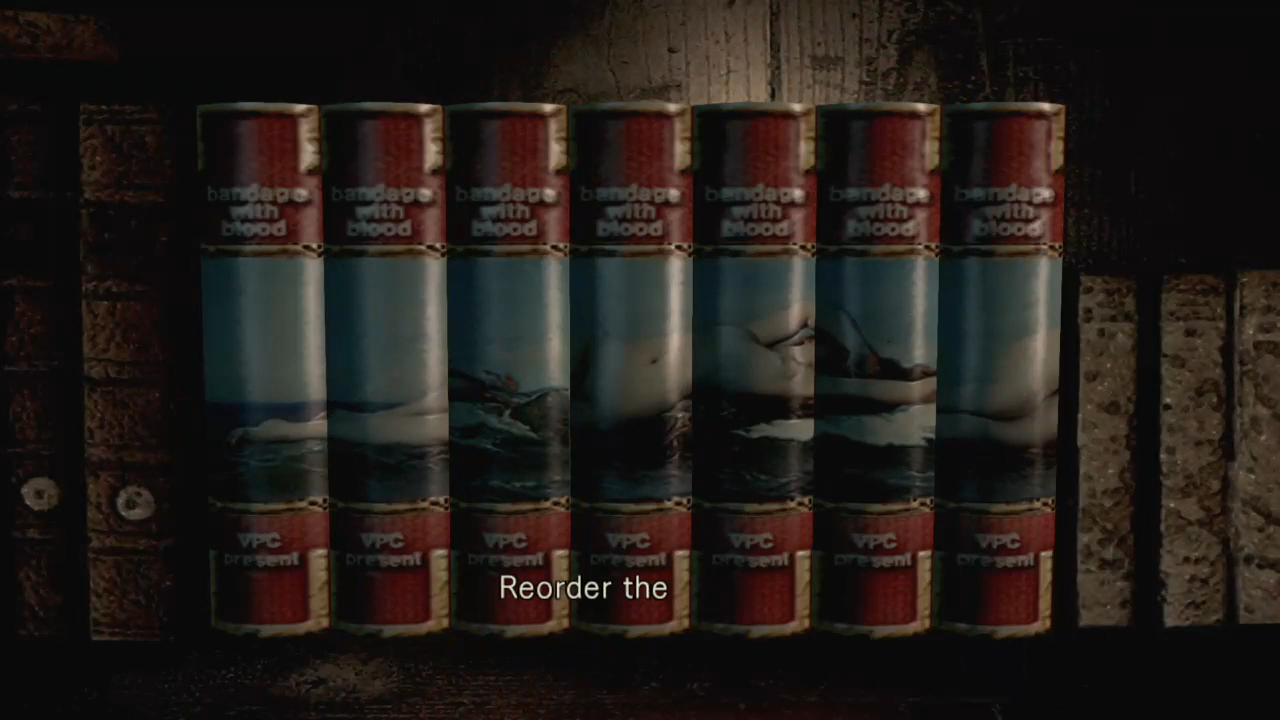 bandage
with
blood
bandage
with
blood
bandage
with
blood
bandage
with
blood
bandage
with
blood
bandage
with
blood
bandage
with
blood
VPC
present
VPC
present
VPC
present
VPC
present
VPC
present
VPC
present
VPC
present
Reorder the